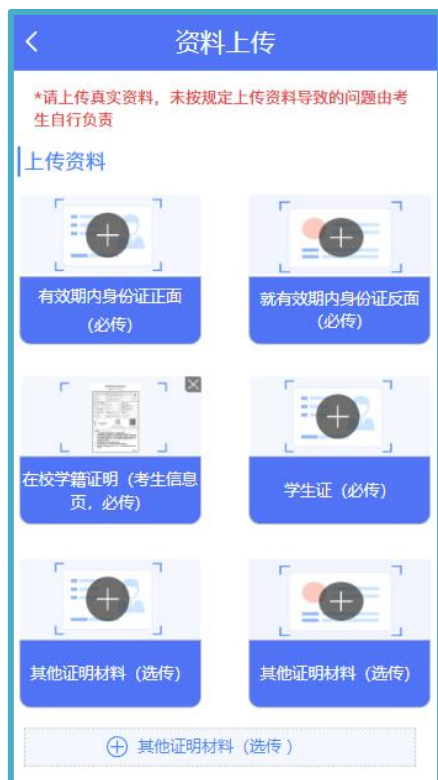 资料上传
*请上传真实资料，未按规定上传资料导致的问题由考
生自行负责
上传资料
有效期内身份证正面
(必传)
就有效期内身份证反面
(必传)
在校学籍证明（考生信息
页，必传)
学生证（必传）
其他证明材料（选传）
其他证明材料（选传）
其他证明材料（选传 ）